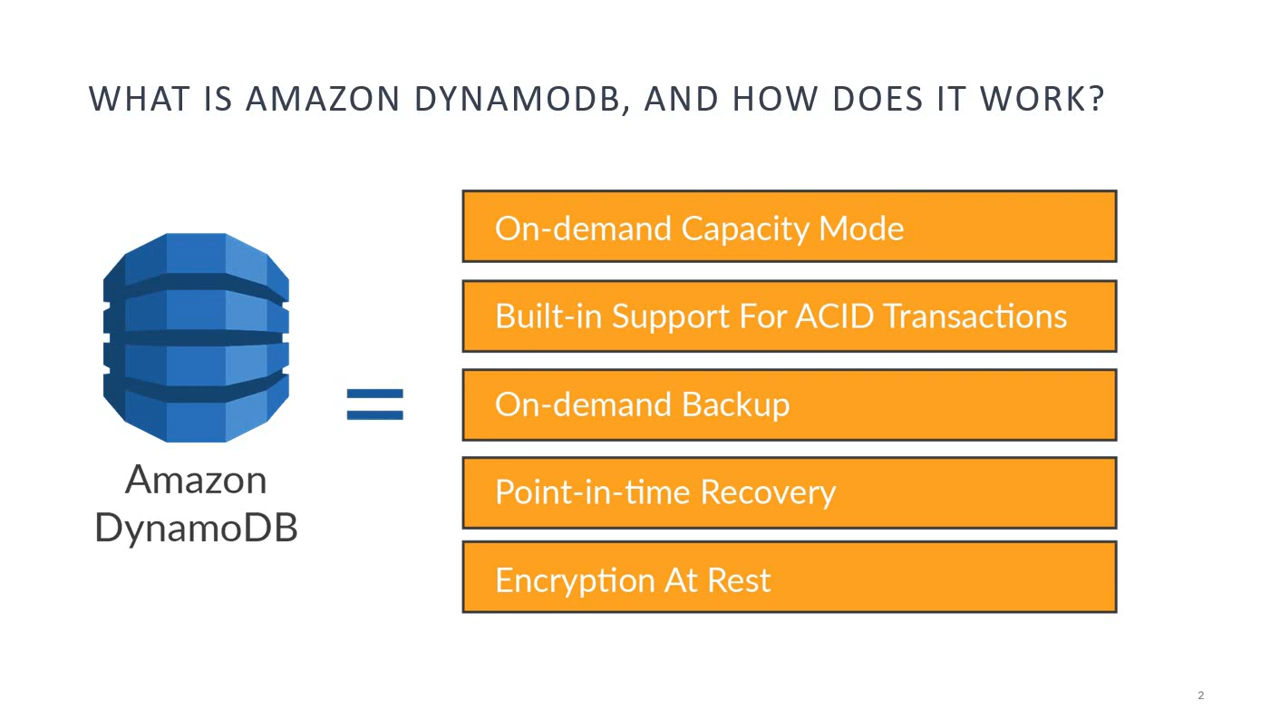 WHAT IS AMAZON DYNAMODB, AND HOW DOES IT WORK?
On-demand Capacity Mode
Built-in Support For ACID Transactions
On-demand Backup
Point-in-time Recovery
Encryption At Rest
=
Amazon
DynamoDB
2